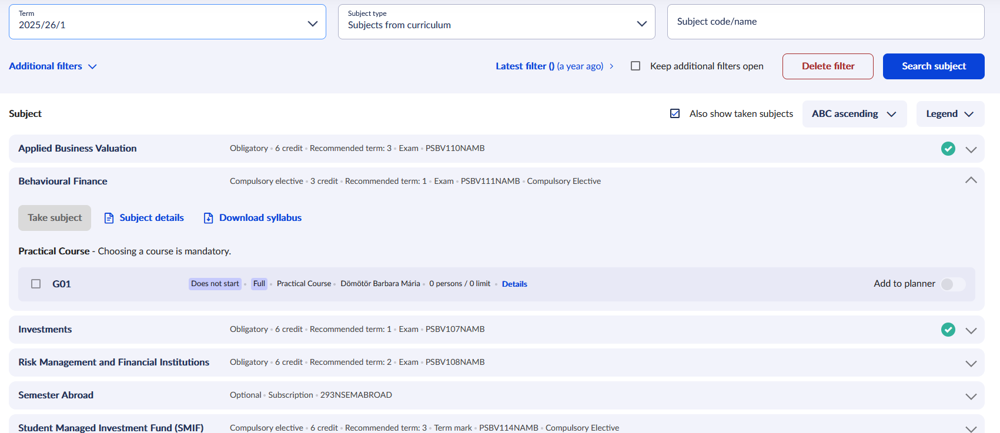 Term
2025/26/1
Subject type
Subjects from curriculum
Subject code/name
Additional filters
Latest filter () (a year ago)
Keep additional filters open
Delete filter
Search subject
Subject
Also show taken subjects
ABC ascending
Legend
Applied Business Valuation Obligatory • 6 credit • Recommended term: 3 • Exam • PSBV110NAMB
Behavioural Finance Compulsory elective • 3 credit • Recommended term: 1 • Exam • PSBV111NAMB • Compulsory Elective
Take subject Subject details Download syllabus
Practical Course - Choosing a course is mandatory.
G01 Does not start • Full • Practical Course • Dömötör Barbara Mária • 0 persons / 0 limit • Details Add to planner
Investments Obligatory • 6 credit • Recommended term: 1 • Exam • PSBV107NAMB
Risk Management and Financial Institutions Obligatory • 6 credit • Recommended term: 2 • Exam • PSBV108NAMB
Semester Abroad Optional • Subscription • 293NSEMABROAD
Student Managed Investment Fund (SMIF) Compulsory elective • 6 credit • Recommended term: 3 • Term mark • PSBV114NAMB • Compulsory Elective